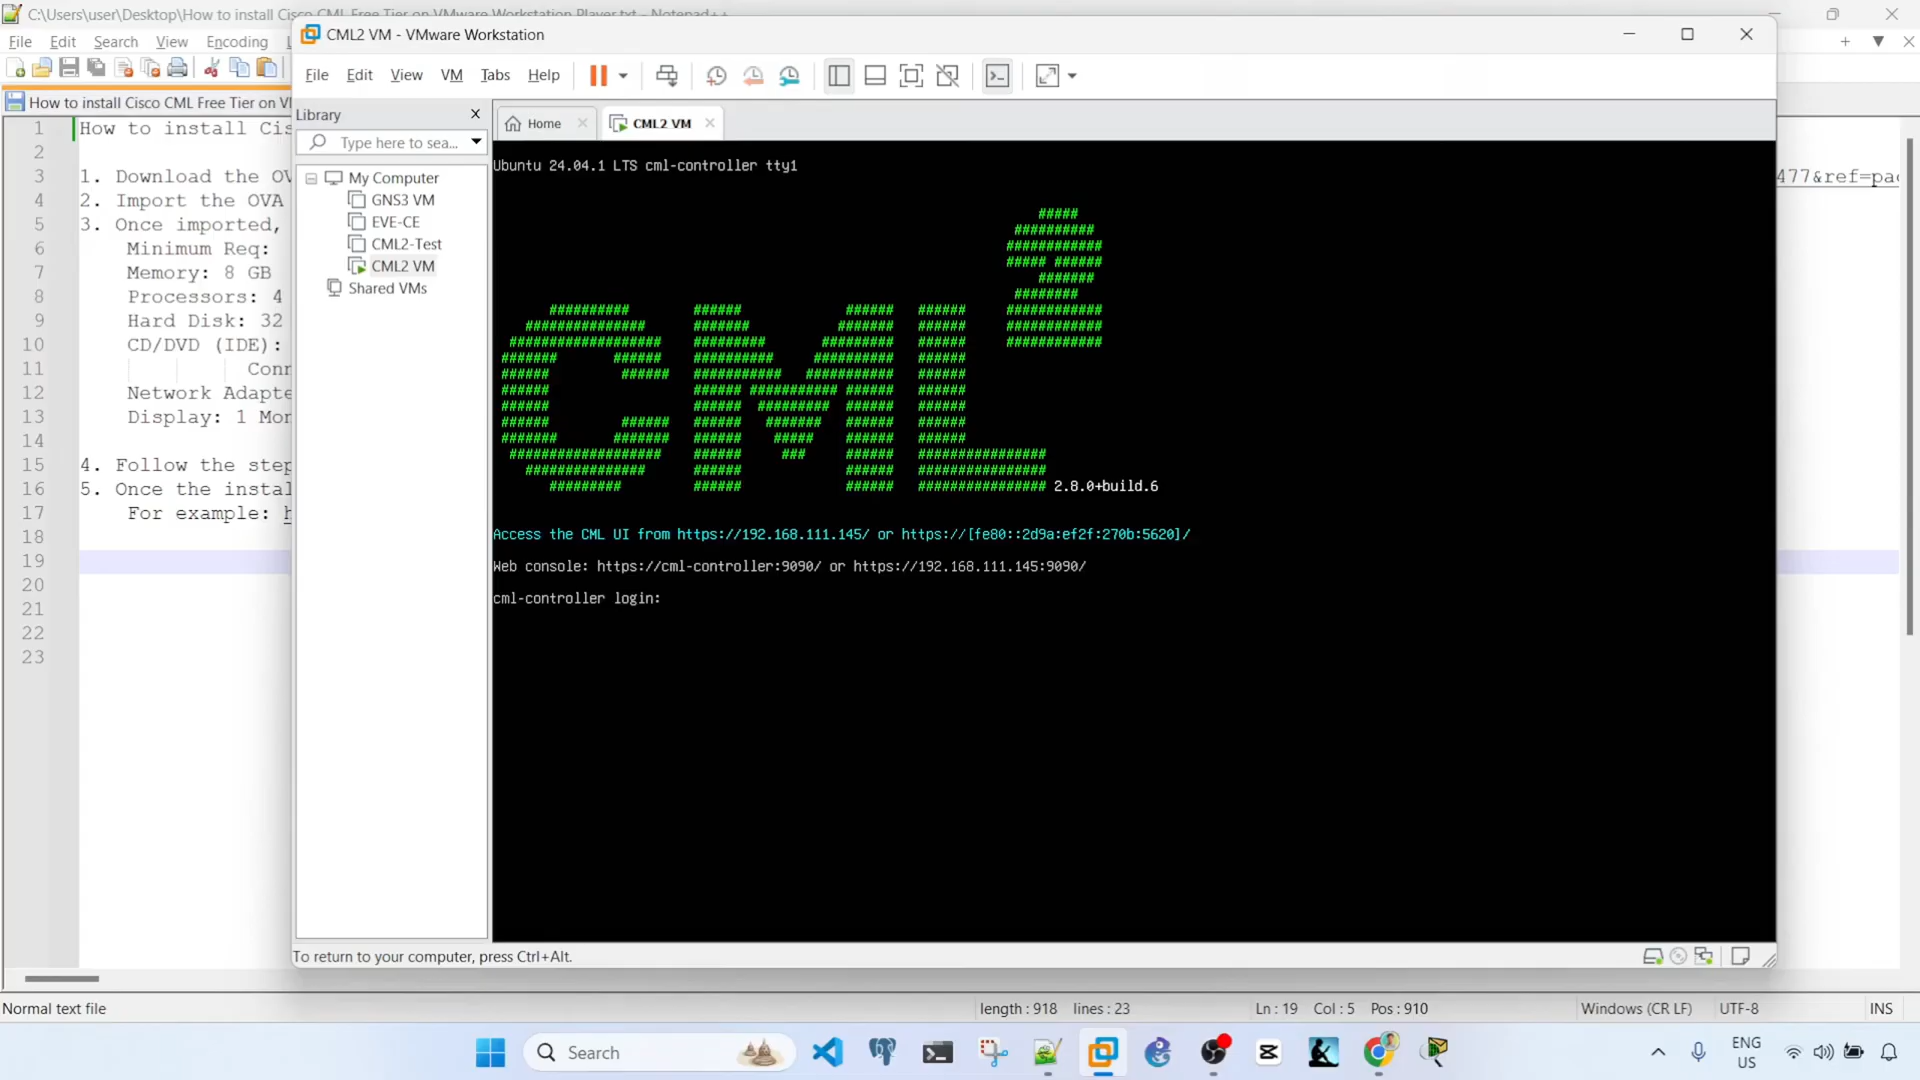 C:\Users\user\Desktop\How to install Cisco CML Free Tier on VMware Workstation Player.txt - Notepad++
File Edit Search View Encoding
How to install Cisco CML Free Tier on VM
1 How to install Cis
2
3 1. Download the OV
4 2. Import the OVA
5 3. Once imported,
6 Minimum Req:
7 Memory: 8 GB
8 Processors: 4
9 Hard Disk: 32
10 CD/DVD (IDE):
11 Conn
12 Network Adapte
13 Display: 1 Mon
14
15 4. Follow the step
16 5. Once the instal
17 For example: h
18
19
20
21
22
23
477&ref=pac
CML2 VM - VMware Workstation
File Edit View VM Tabs Help
Library
Type here to sea...
My Computer
GNS3 VM
EVE-CE
CML2-Test
CML2 VM
Shared VMs
Home
CML2 VM
Ubuntu 24.04.1 LTS cml-controller tty1
CML2
2.8.0+build.6
Access the CML UI from https://192.168.111.145/ or https://[fe80::2d9a:ef2f:270b:5620]/
Web console: https://cml-controller:9090/ or https://192.168.111.145:9090/
cml-controller login:
To return to your computer, press Ctrl+Alt.
Normal text file length : 918 lines : 23 Ln : 19 Col : 5 Pos : 910 Windows (CR LF) UTF-8 INS
Search
ENG
US